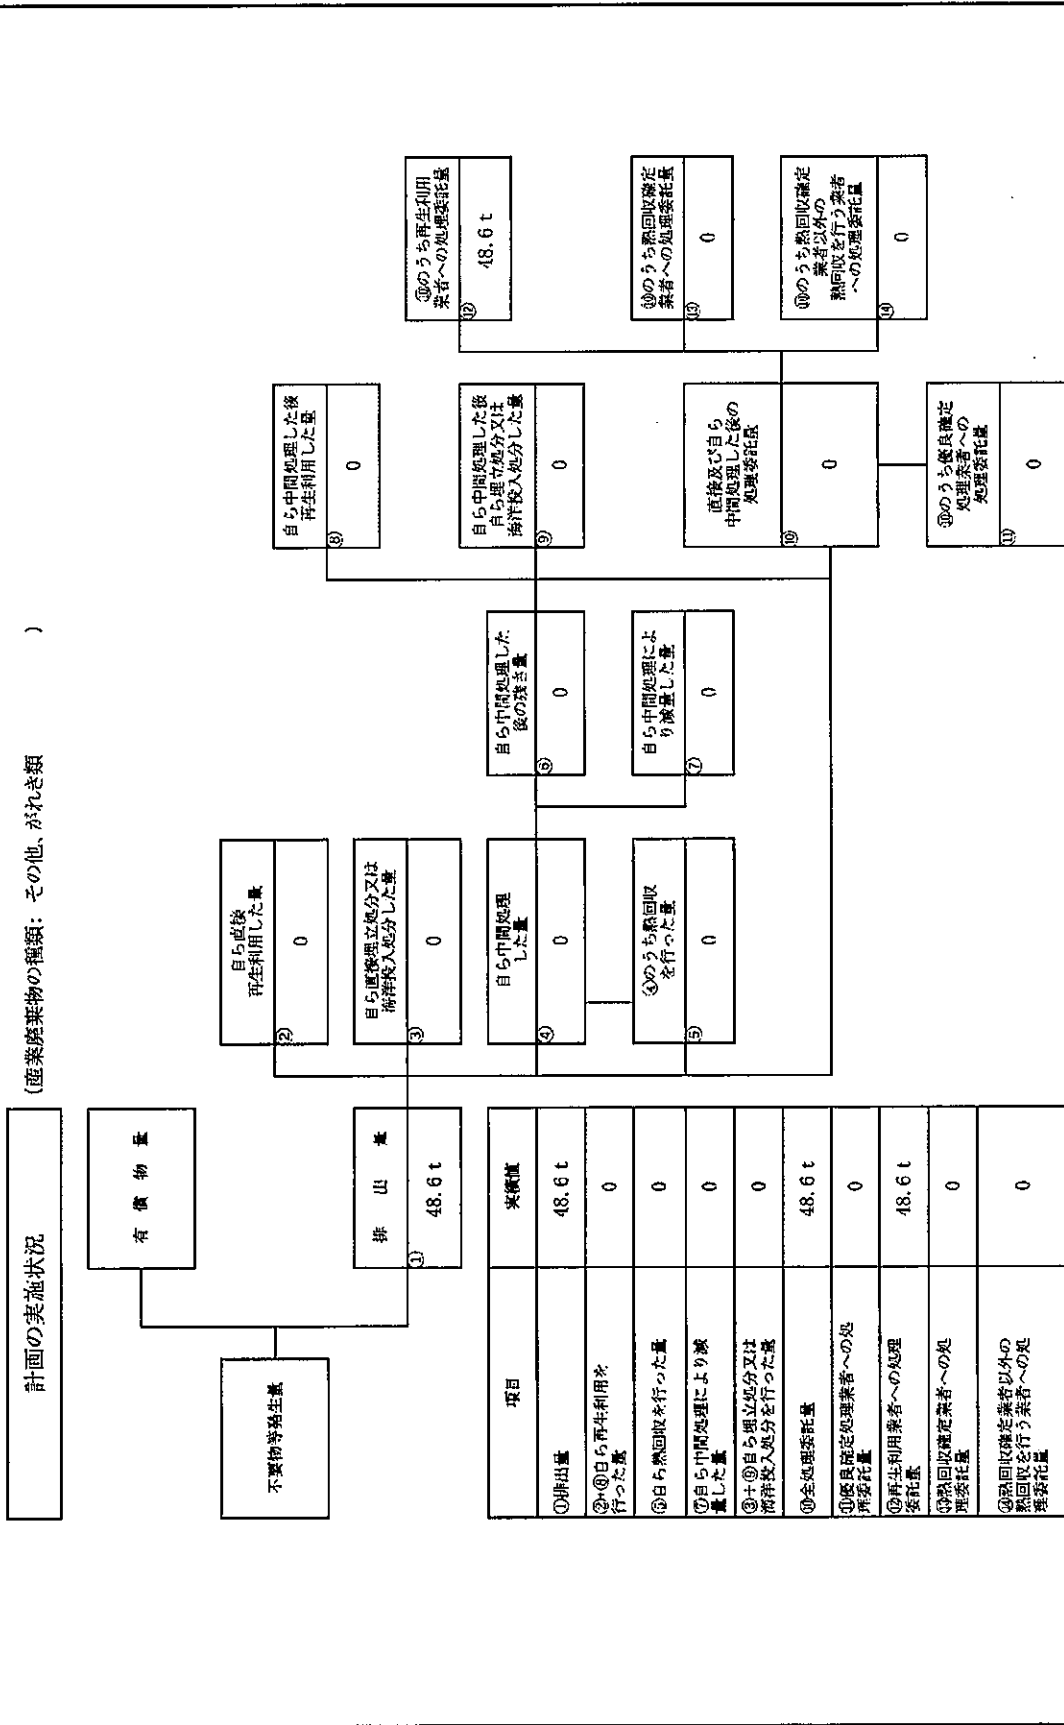 計画の実施状況
(産業廃棄物の種類: その他、がれき類 )
不要物等発生量
有償物量
排出量
①
48.6t
自ら直接
再生利用した量
②
0
自ら直接埋立処分又は
海洋投入処分した量
③
0
自ら中間処理
した量
④
0
④のうち熱回収
を行った量
⑤
0
自ら中間処理した
後の残さ量
⑥
0
自ら中間処理によ
り減量した量
⑦
0
自ら中間処理した後
再生利用した量
⑧
0
自ら中間処理した後
自ら埋立処分又は
海洋投入処分した量
⑨
0
直接及び自ら
中間処理した後の
処理委託量
⑩
0
⑩のうち優良確定
処理業者への
処理委託量
⑪
0
⑩のうち再生利用
業者への処理委託量
⑫
48.6t
⑩のうち熱回収確定
業者への処理委託量
⑬
0
⑩のうち熱回収確定
業者以外の
熱回収を行う業者
への処理委託量
⑭
0
項目 実績値
①排出量 48.6t
②+⑧自ら再生利用を
行った量 0
⑤自ら熱回収を行った量 0
⑦自ら中間処理により減
量した量 0
③+⑨自ら埋立処分又は
海洋投入処分を行った量 0
⑩全処理委託量 48.6t
⑪優良確定処理業者への処
理委託量 0
⑫再生利用業者への処理
委託量 48.6t
⑬熱回収確定業者への処
理委託量 0
⑭熱回収確定業者以外の
熱回収を行う業者への処
理委託量 0